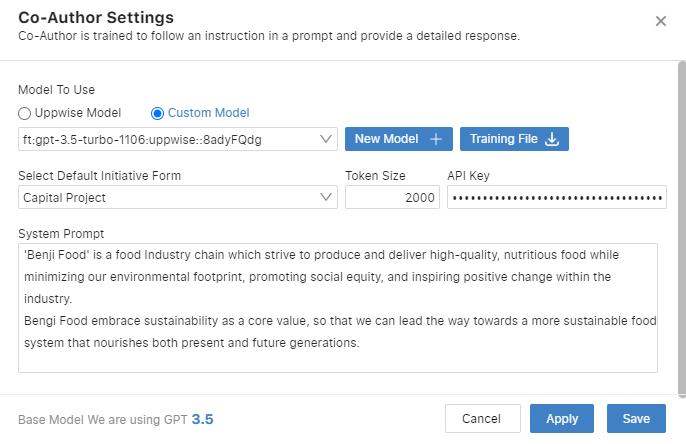 Co-Author Settings
Co-Author is trained to follow an instruction in a prompt and provide a detailed response.
Model To Use
Uppwise Model Custom Model
ft:gpt-3.5-turbo-1106:uppwise::8adyFQdg New Model + Training File
Select Default Initiative Form Token Size API Key
Capital Project 2000 ••••••••••••••••••••••••••••••••••
System Prompt
'Benji Food' is a food Industry chain which strive to produce and deliver high-quality, nutritious food while
minimizing our environmental footprint, promoting social equity, and inspiring positive change within the
industry.
Bengi Food embrace sustainability as a core value, so that we can lead the way towards a more sustainable food
system that nourishes both present and future generations.
Base Model We are using GPT 3.5 Cancel Apply Save